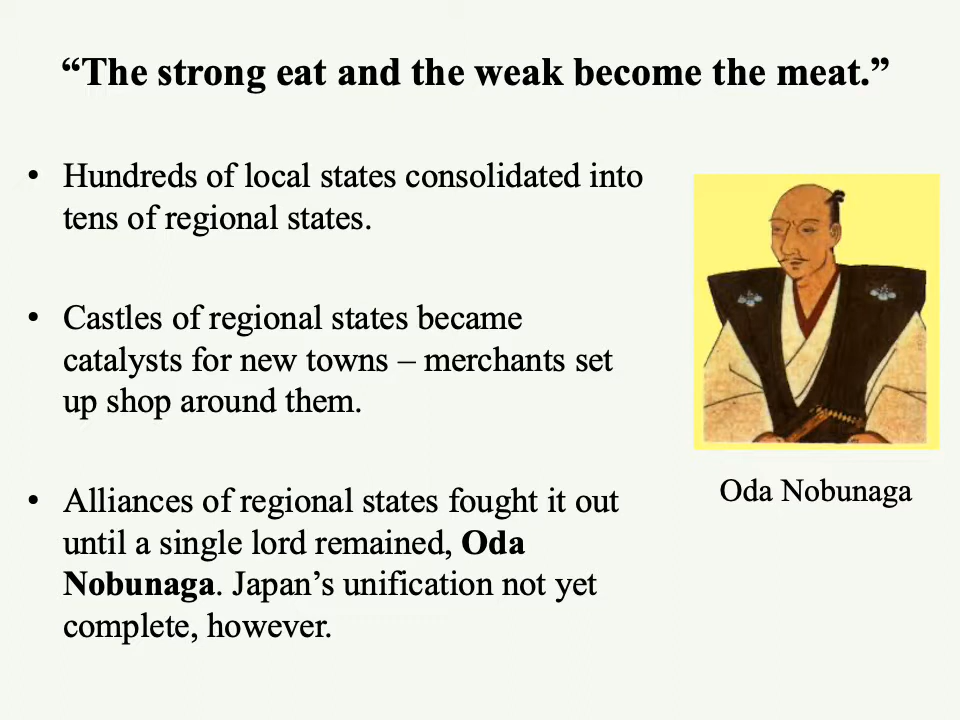 “The strong eat and the weak become the meat.”
• Hundreds of local states consolidated into
tens of regional states.
• Castles of regional states became
catalysts for new towns – merchants set
up shop around them.
• Alliances of regional states fought it out
until a single lord remained, Oda
Nobunaga. Japan’s unification not yet
complete, however.
Oda Nobunaga